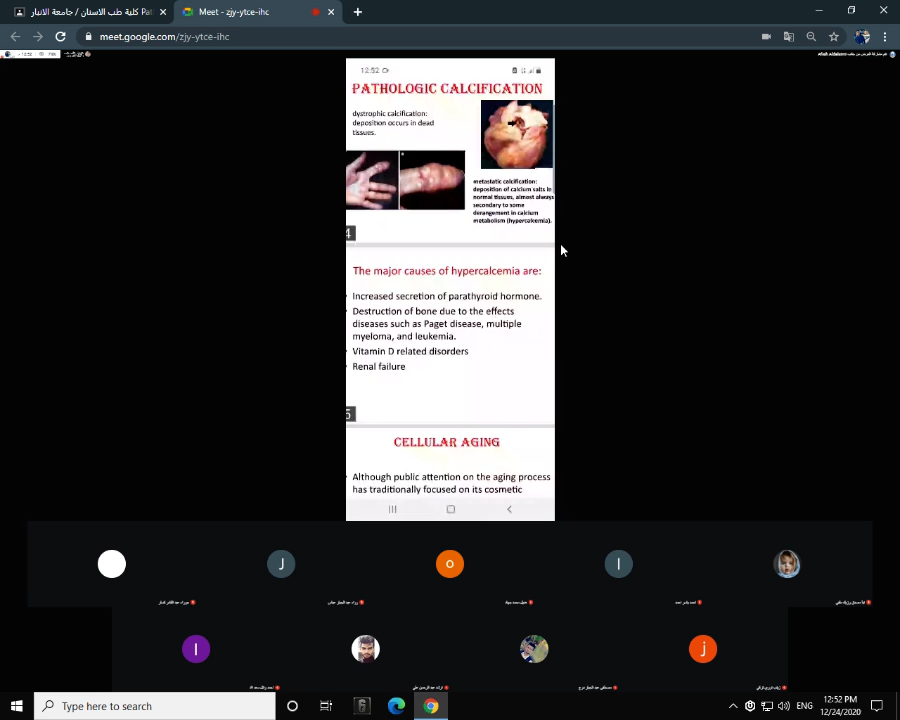 كلية طب الاسنان / جامعة الانبار Pat
Meet - zjy-ytce-ihc
meet.google.com/zjy-ytce-ihc
12:52
PATHOLOGIC CALCIFICATION
dystrophic calcification:
deposition occurs in dead
tissues.
metastatic calcification:
deposition of calcium salts in
normal tissues, almost always
secondary to some
derangement in calcium
metabolism (hypercalcemia).
4
The major causes of hypercalcemia are:
Increased secretion of parathyroid hormone.
Destruction of bone due to the effects
diseases such as Paget disease, multiple
myeloma, and leukemia.
Vitamin D related disorders
Renal failure
5
CELLULAR AGING
Although public attention on the aging process
has traditionally focused on its cosmetic
J
o
I
I
j
Type here to search
ENG
12:52 PM
12/24/2020